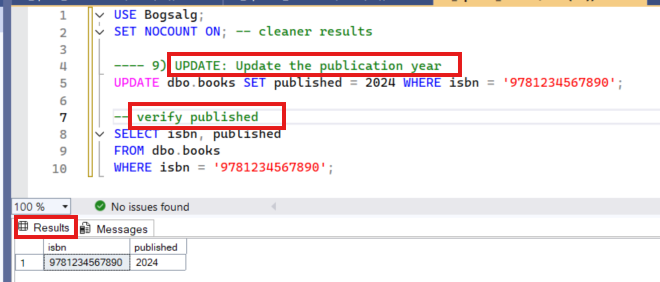 1 USE Bogsalg;
2 SET NOCOUNT ON; -- cleaner results
3
4 ---- 9) UPDATE: Update the publication year
5 UPDATE dbo.books SET published = 2024 WHERE isbn = '9781234567890';
6
7 -- verify published
8 SELECT isbn, published
9 FROM dbo.books
10 WHERE isbn = '9781234567890';
100 % No issues found
Results Messages
isbn published
1 9781234567890 2024